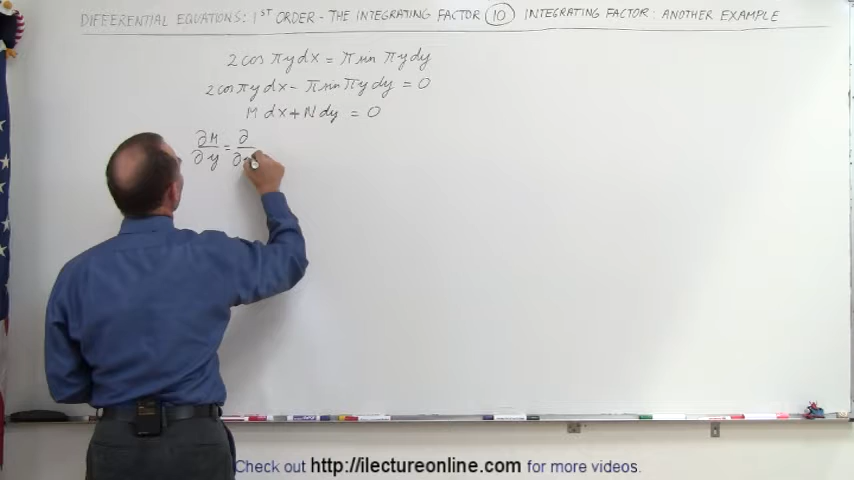 DIFFERENTIAL EQUATIONS: 1ST ORDER - THE INTEGRATING FACTOR 10 INTEGRATING FACTOR: ANOTHER EXAMPLE
2 cos πy dx = π sin πy dy
2 cos πy dx - π sin πy dy = 0
M dx + N dy = 0
∂M/∂y = ∂/∂
Check out http://ilectureonline.com for more videos.